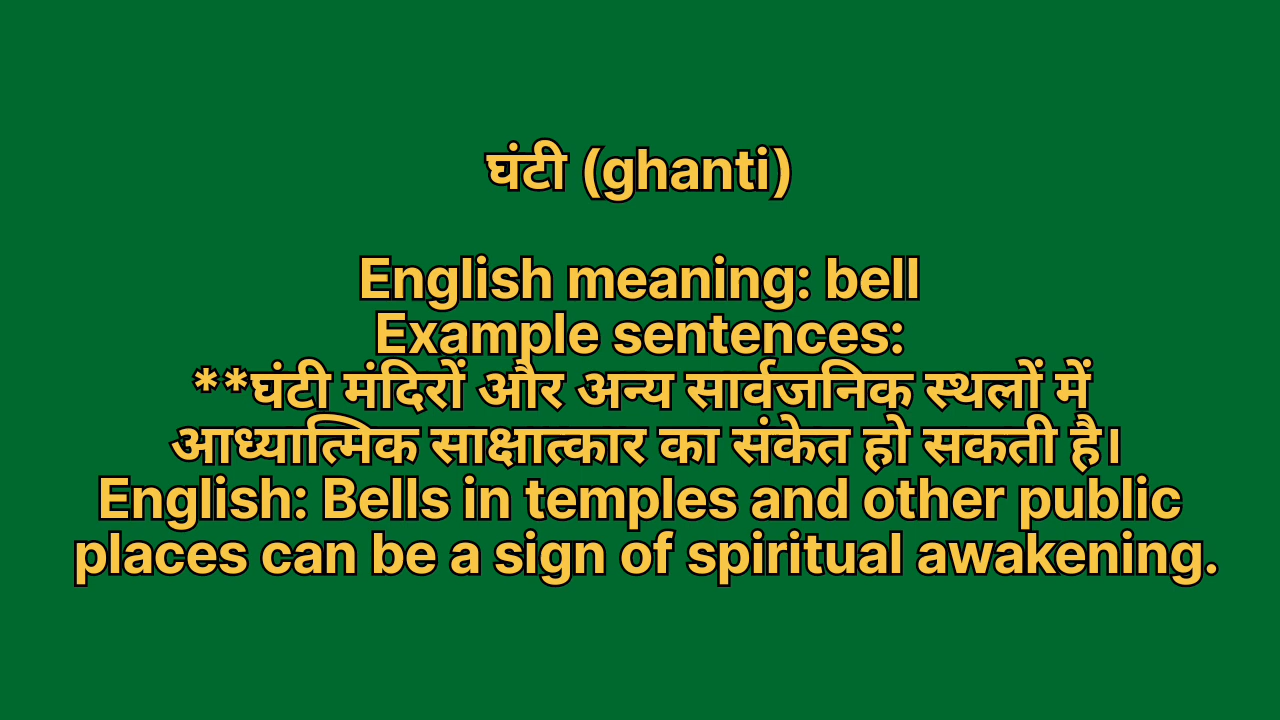 घंटी (ghanti)
English meaning: bell
Example sentences:
**घंटी मंदिरों और अन्य सार्वजनिक स्थलों में
आध्यात्मिक साक्षात्कार का संकेत हो सकती है।
English: Bells in temples and other public
places can be a sign of spiritual awakening.